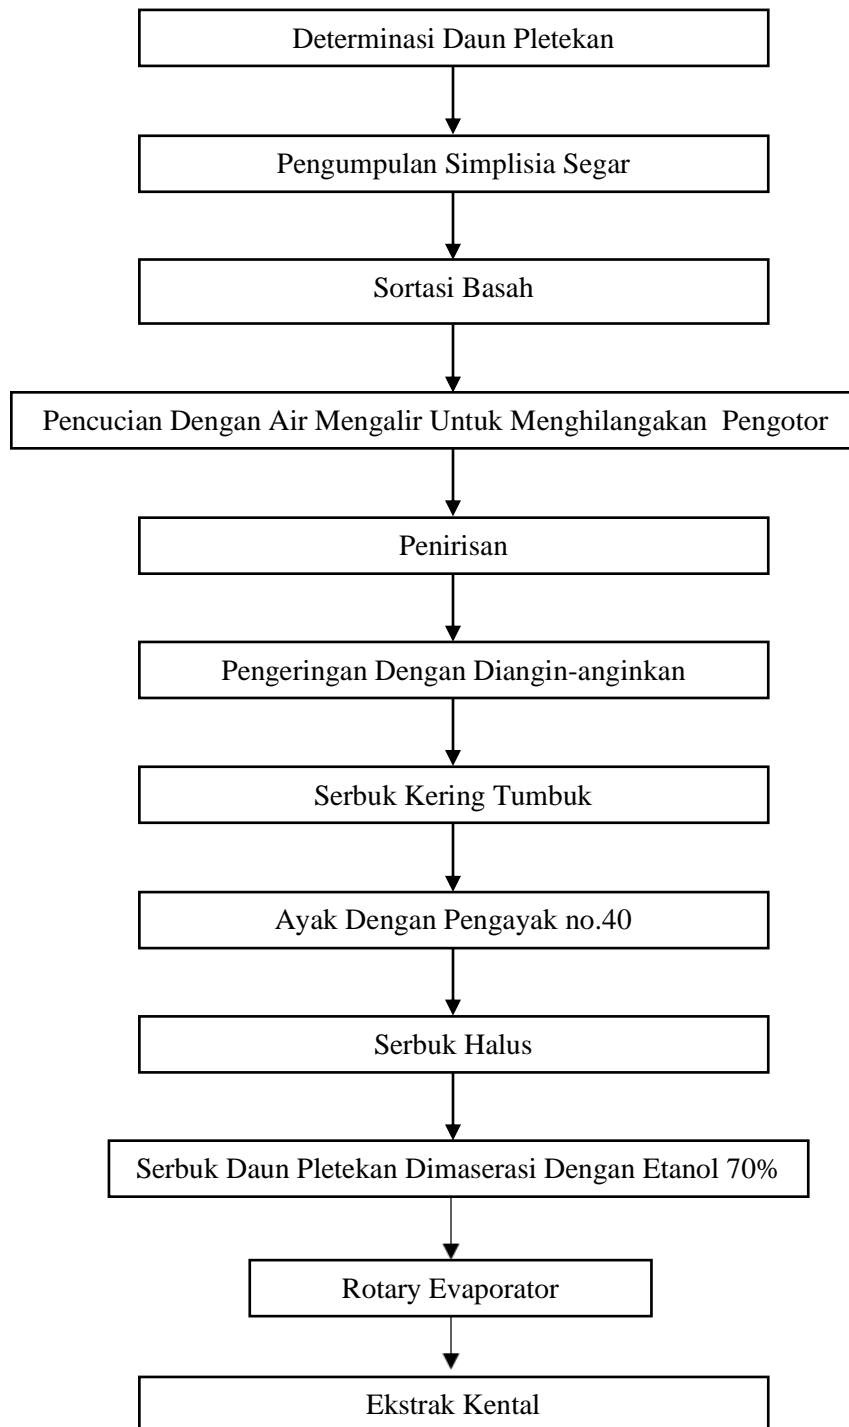 Determinasi Daun Pletekan
Pengumpulan Simplisia Segar
Sortasi Basah
Pencucian Dengan Air Mengalir Untuk Menghilangakan  Pengotor
Penirisan
Pengeringan Dengan Diangin-anginkan
Serbuk Kering Tumbuk
Ayak Dengan Pengayak no.40
Serbuk Halus
Serbuk Daun Pletekan Dimaserasi Dengan Etanol 70%
Rotary Evaporator
Ekstrak Kental